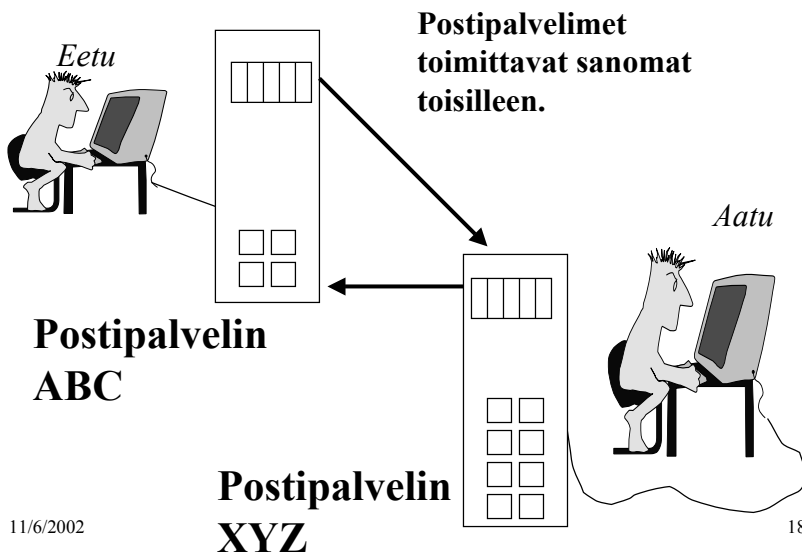 Eetu
Postipalvelimet
toimittavat sanomat
toisilleen.
Aatu
Postipalvelin
ABC
Postipalvelin
XYZ
11/6/2002
18